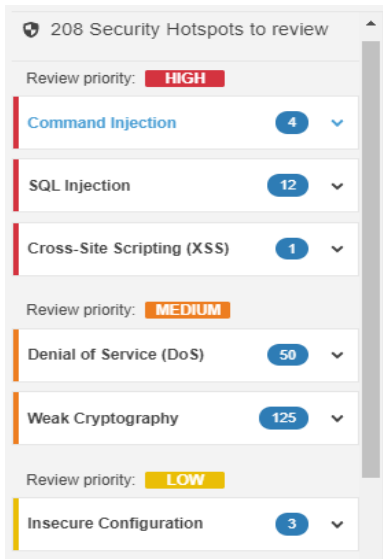 208 Security Hotspots to review
Review priority: HIGH
Command Injection 4
SQL Injection 12
Cross-Site Scripting (XSS) 1
Review priority: MEDIUM
Denial of Service (DoS) 50
Weak Cryptography 125
Review priority: LOW
Insecure Configuration 3